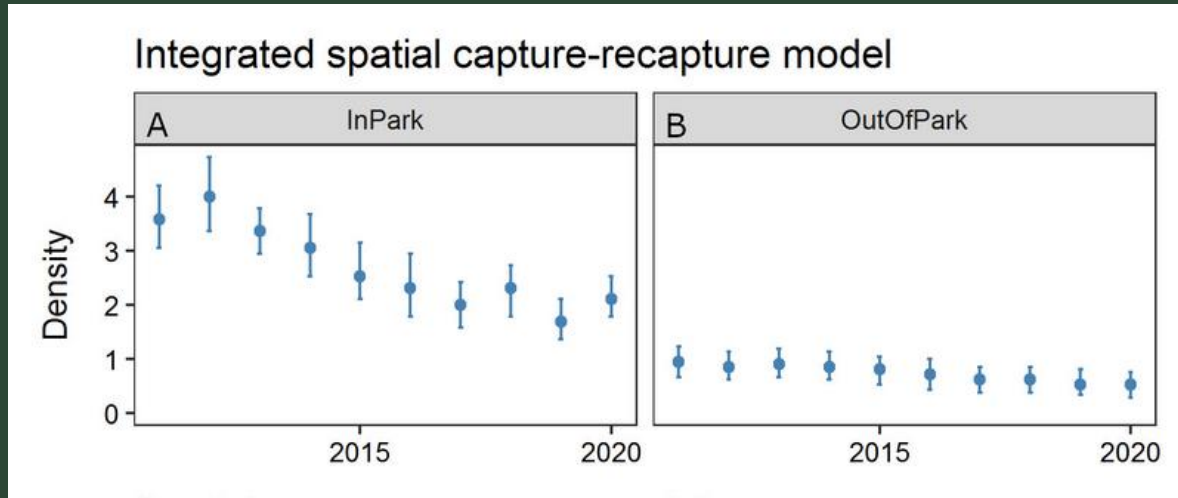 Integrated spatial capture-recapture model
A InPark
B OutOfPark
Density
4
3
2
1
0
2015 2020
2015 2020